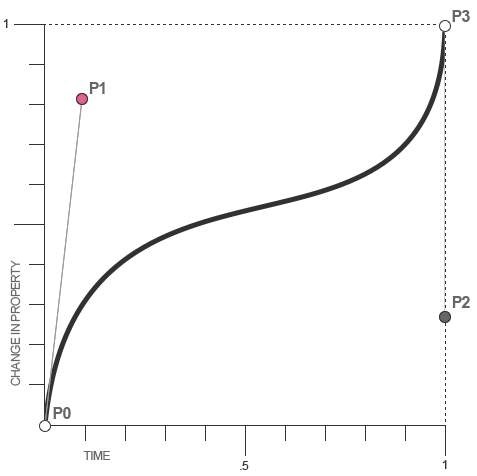 P3
1
P1
CHANGE IN PROPERTY
P2
P0
TIME
.5
1